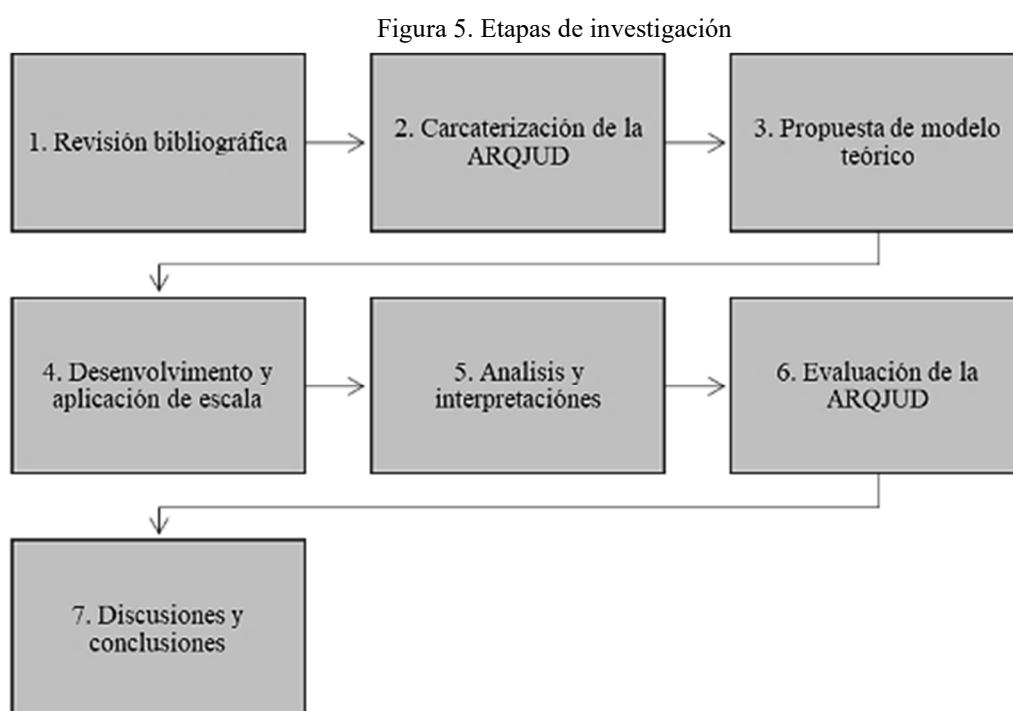 Figura 5. Etapas de investigação
1. Revisión bibliográfica
2. Carcaterización de la
ARQJUD
3. Propuesta de modelo
teórico
4. Desenvolvimento y
aplicación de escala
5. Analisis y
interpretaciónes
6. Evaluación de la
ARQJUD
7. Discusiones y
conclusiones